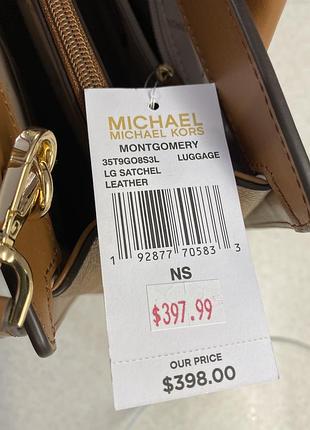 MICHAEL
MICHAEL KORS
MONTGOMERY
35T9GO8S3L LUGGAGE
LG SATCHEL
LEATHER
1 92877 70583 3
NS
$397.99
OUR PRICE
$398.00